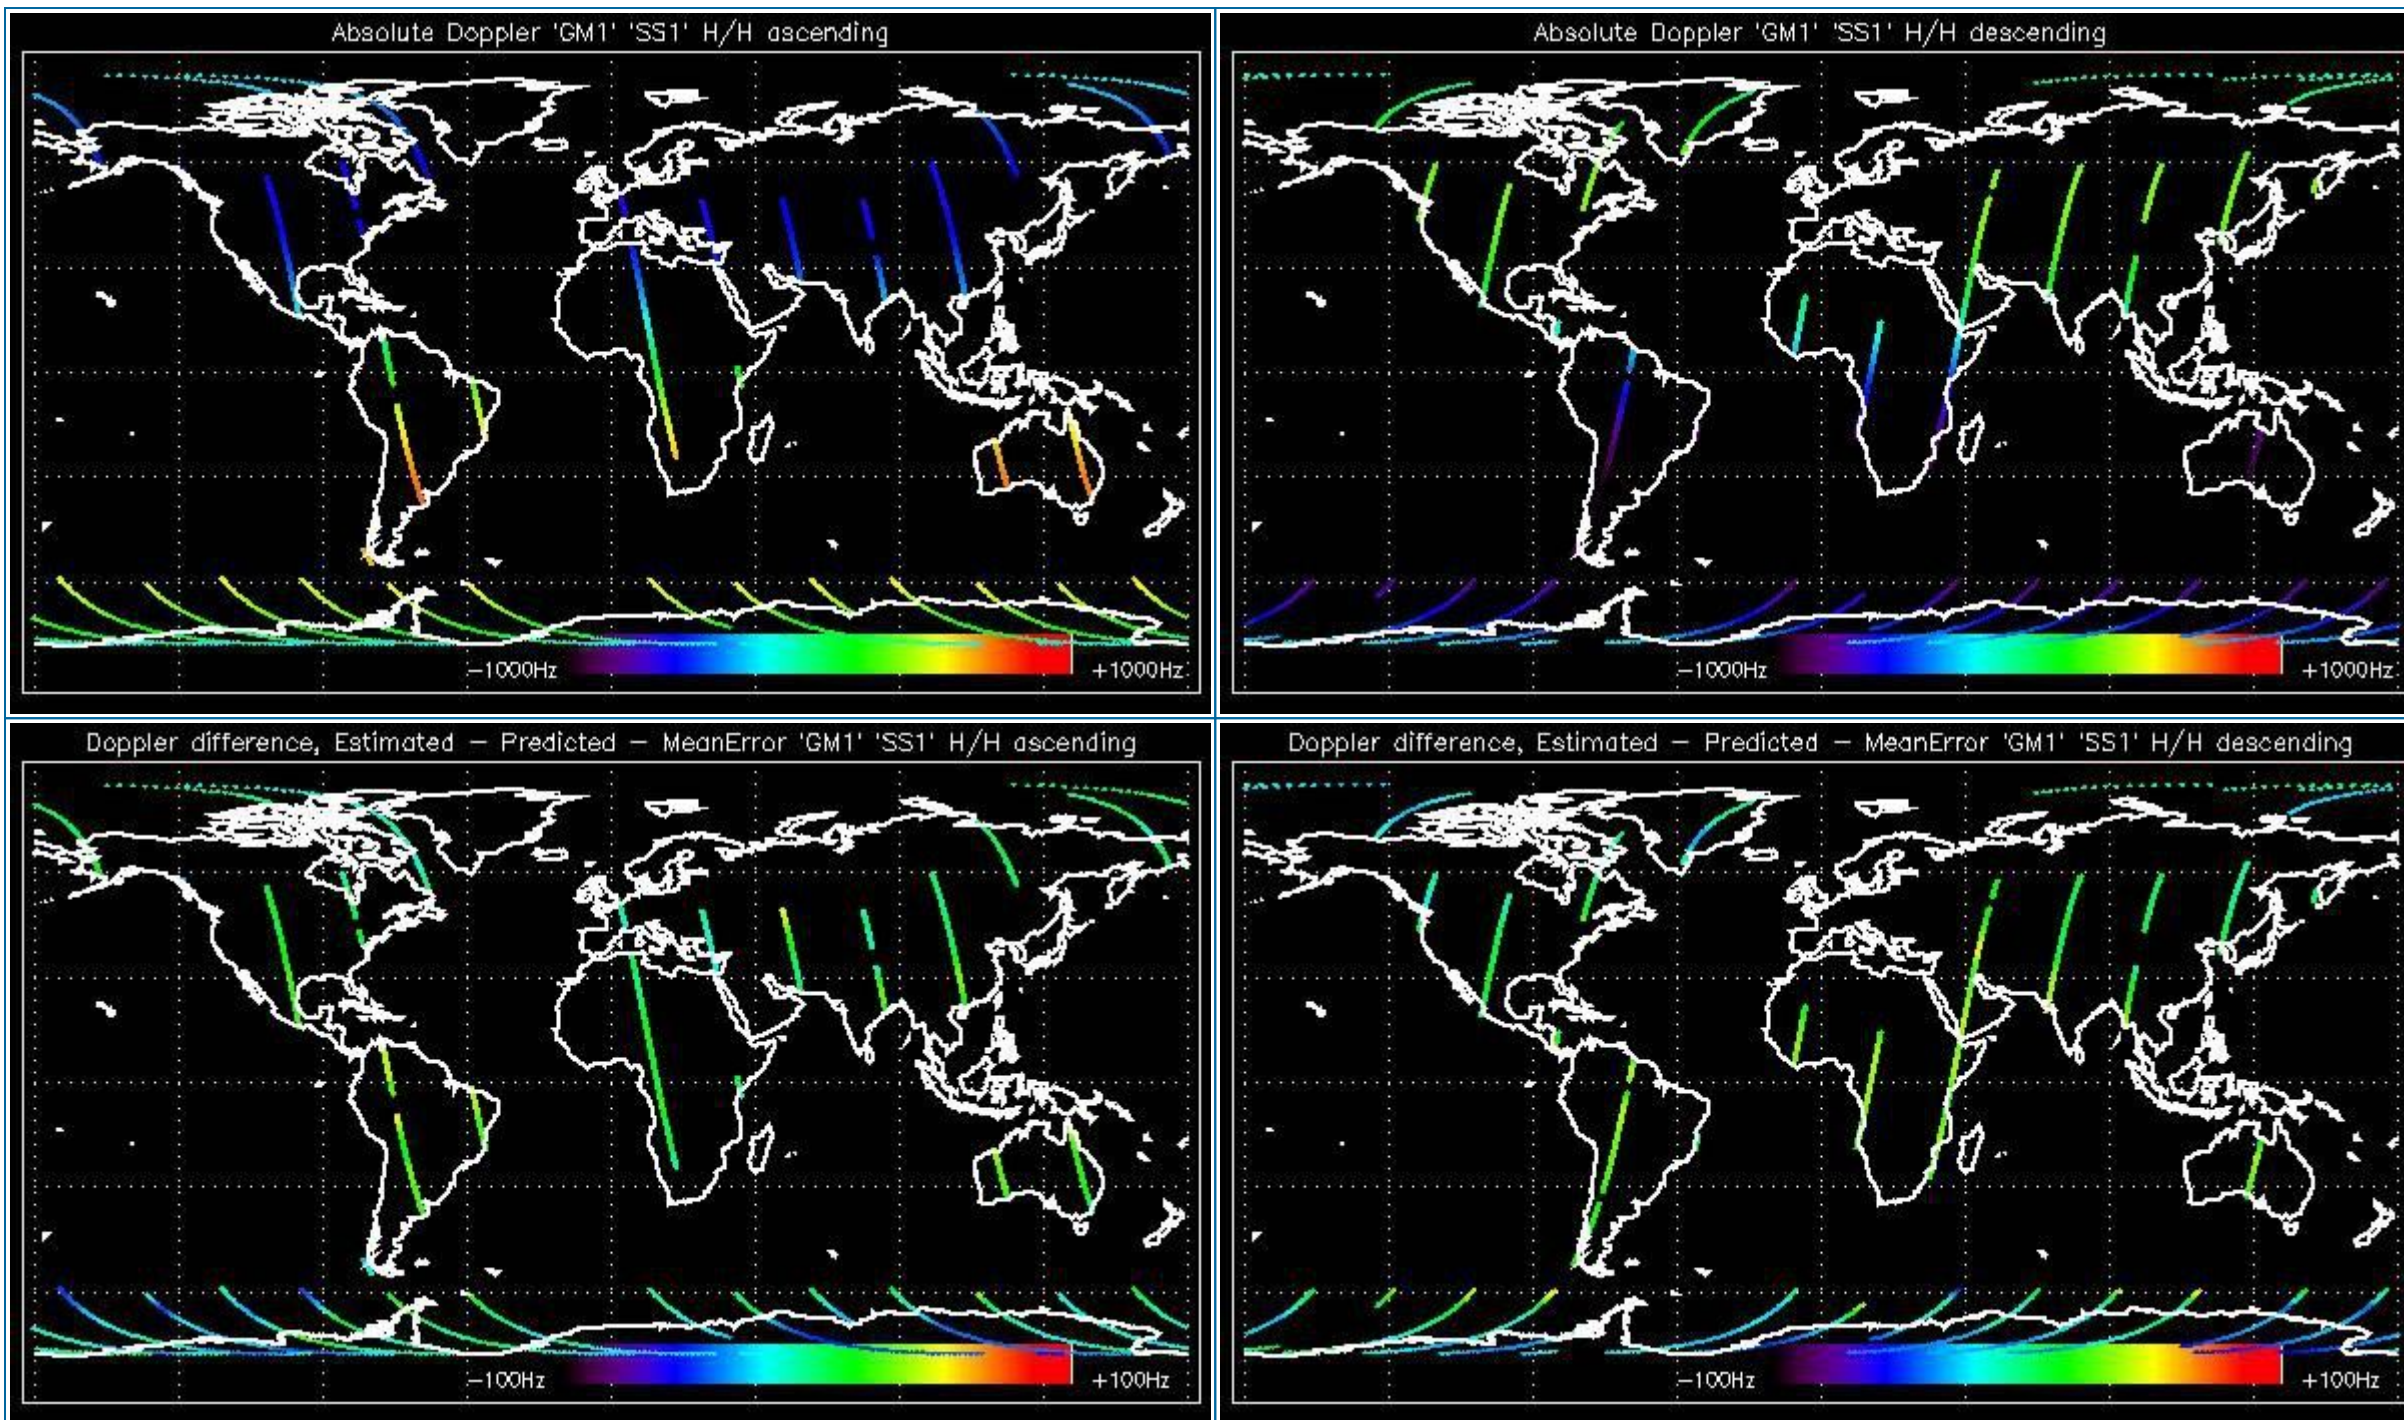 Absolute Doppler 'GM1' 'SS1' H/H ascending
−1000Hz
+1000Hz
Absolute Doppler 'GM1' 'SS1' H/H descending
−1000Hz
+1000Hz
Doppler difference, Estimated − Predicted − MeanError 'GM1' 'SS1' H/H ascending
−100Hz
+100Hz
Doppler difference, Estimated − Predicted − MeanError 'GM1' 'SS1' H/H descending
−100Hz
+100Hz